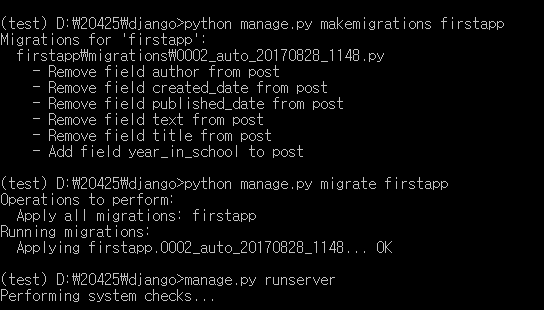 (test) D:₩20425₩django>python manage.py makemigrations firstapp
Migrations for 'firstapp':
  firstapp₩migrations₩0002_auto_20170828_1148.py
    - Remove field author from post
    - Remove field created_date from post
    - Remove field published_date from post
    - Remove field text from post
    - Remove field title from post
    - Add field year_in_school to post
(test) D:₩20425₩django>python manage.py migrate firstapp
Operations to perform:
  Apply all migrations: firstapp
Running migrations:
  Applying firstapp.0002_auto_20170828_1148... OK
(test) D:₩20425₩django>manage.py runserver
Performing system checks...